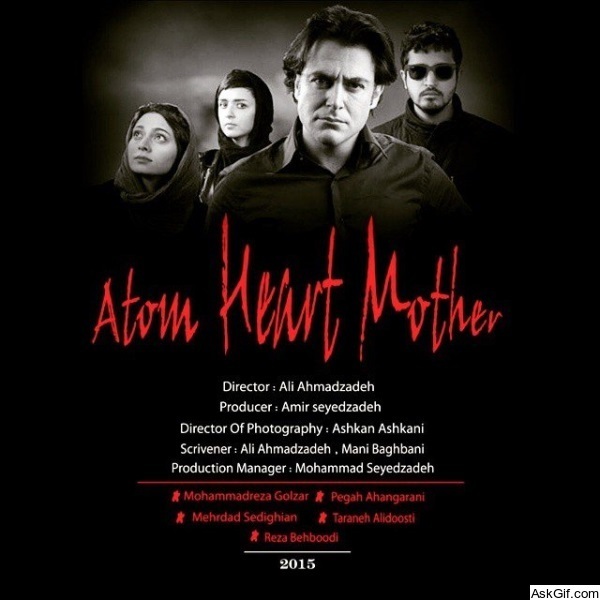 Atom Heart Mother
Director : Ali Ahmadzadeh
Producer : Amir seyedzadeh
Director Of Photography : Ashkan Ashkani
Scrivener : Ali Ahmadzadeh , Mani Baghbani
Production Manager : Mohammad Seyedzadeh
Mohammadreza Golzar Pegah Ahangarani
Mehrdad Sedighian Taraneh Alidoosti
Reza Behboodi
2015
AskGif.com